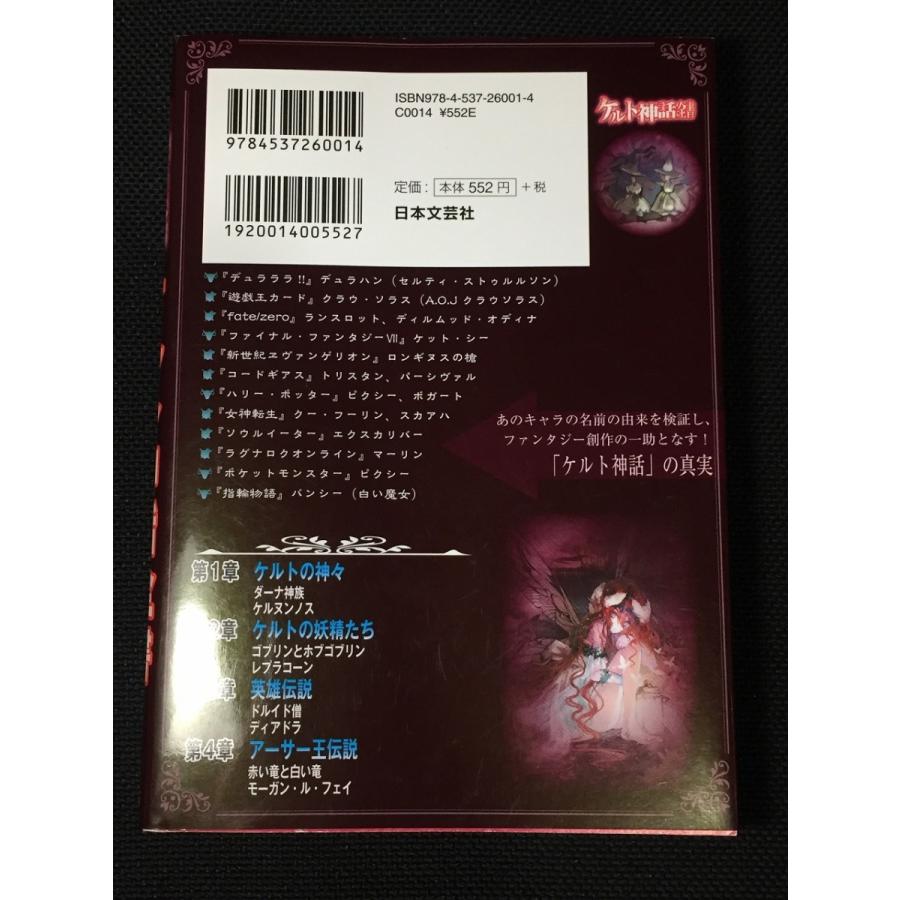 ISBN978-4-537-26001-4
C0014 ¥552E
9784537260014
定価: 本体 552 円 +税
日本文芸社
1920014005527
ケルト神話全書
『デュラララ!!』デュラハン(セルティ・ストゥルルソン)
『遊戯王カード』クラウ・ソラス(A.O.Jクラウソラス)
『fate/zero』ランスロット、ディルムッド・オディナ
『ファイナル・ファンタジーⅦ』ケット・シー
『新世紀ヱヴァンゲリオン』ロンギヌスの槍
『コードギアス』トリスタン、パーシヴァル
『ハリー・ポッター』ピクシー、ボガート
『女神転生』クー・フーリン、スカアハ
『ソウルイーター』エクスカリバー
『ラグナロクオンライン』マーリン
『ポケットモンスター』ピクシー
『指輪物語』バンシー(白い魔女)
あのキャラの名前の由来を検証し、
ファンタジー創作の一助となす!
「ケルト神話」の真実
第1章 ケルトの神々
ダーナ神族
ケルヌンノス
章 ケルトの妖精たち
ゴブリンとホブゴブリン
レプラコーン
章 英雄伝説
ドルイド僧
ディアドラ
第4章 アーサー王伝説
赤い竜と白い竜
モーガン・ル・フェイ